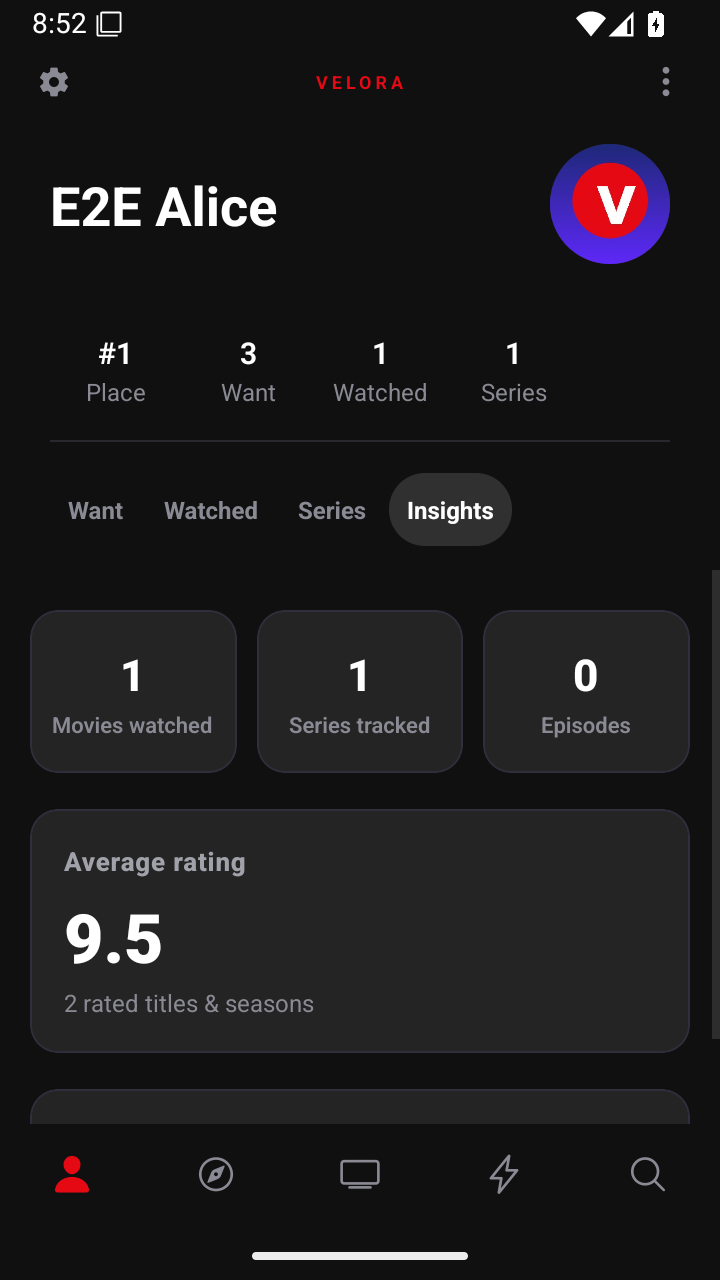 8:52
VELORA
E2E Alice
V
#1 3 1 1
Place Want Watched Series
Want Watched Series Insights
1 1 0
Movies watched Series tracked Episodes
Average rating
9.5
2 rated titles & seasons